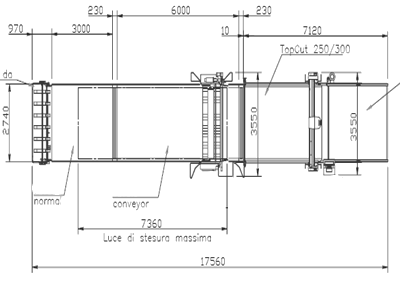 230 6000 230
970 3000 10 7120
TopCut 250/300
da
2740
3550
3550
norma
conveyor
7360
Luce di stesura massima
17560